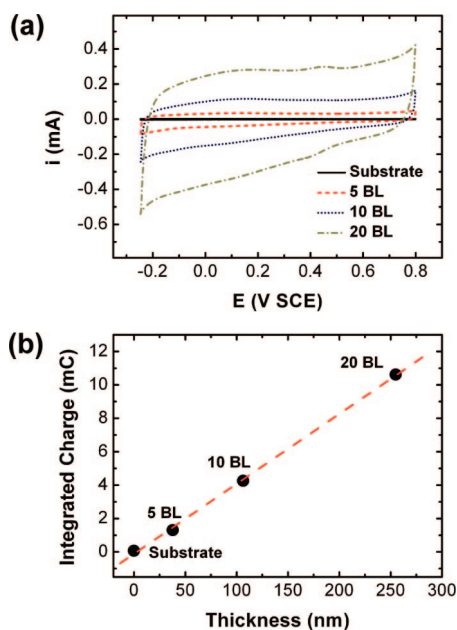 (a)
0.4
0.2
0.0
-0.2
-0.4
-0.6
i (mA)
Substrate
5 BL
10 BL
20 BL
-0.2 0.0 0.2 0.4 0.6 0.8
E (V SCE)
(b)
12
10
8
6
4
2
0
Integrated Charge (mC)
20 BL
10 BL
5 BL
Substrate
0 50 100 150 200 250 300
Thickness (nm)